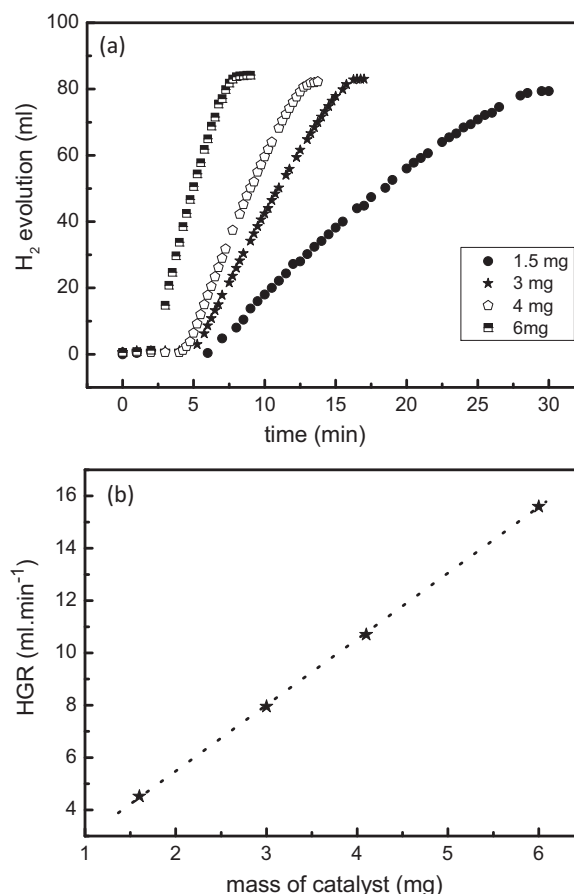 (a)
H₂ evolution (ml)
100
80
60
40
20
0
1.5 mg
3 mg
4 mg
6mg
0 5 10 15 20 25 30
time (min)
(b)
HGR (ml.min⁻¹)
16
14
12
10
8
6
4
1 2 3 4 5 6
mass of catalyst (mg)